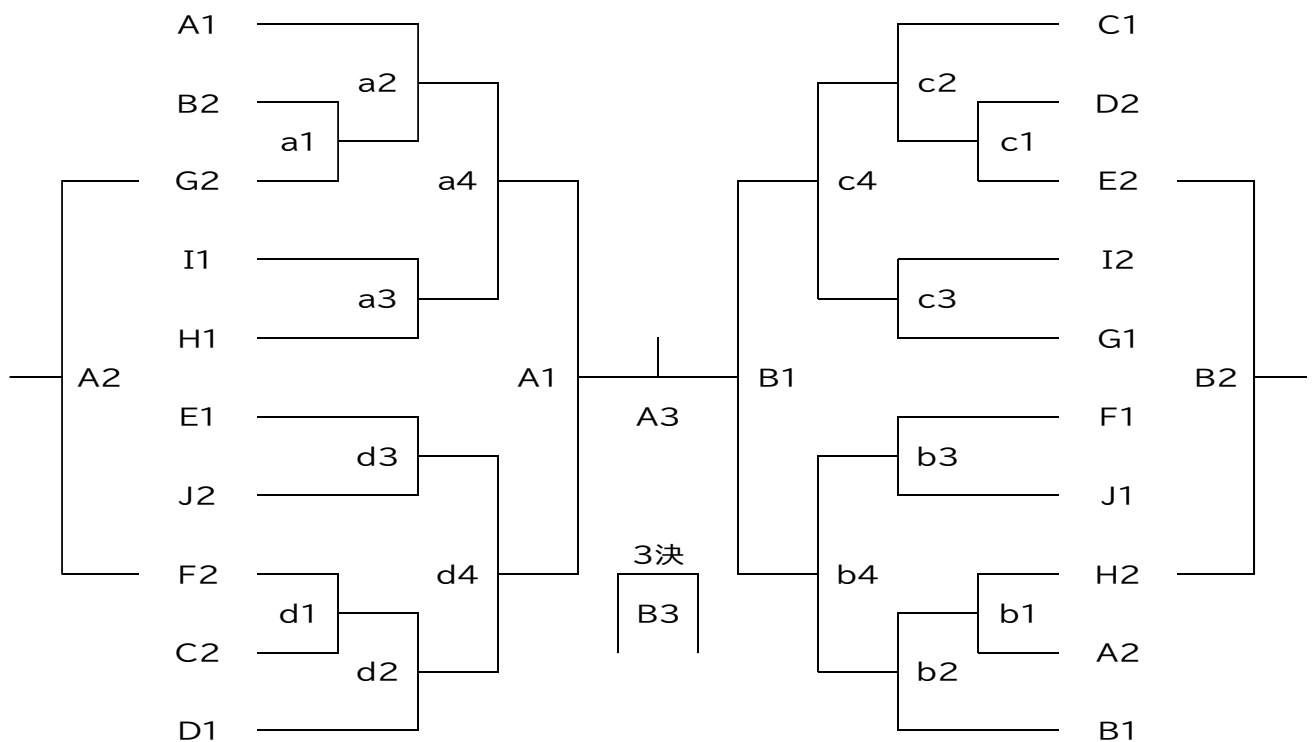 A1 C1
a2 c2
B2 D2
a1 c1
G2 a4 c4 E2
I1 I2
a3 c3
H1 G1
A2 A1 B1 B2
E1 A3 F1
d3 b3
J2 J1
3決
F2 d4 b4 H2
d1 B3 b1
C2 A2
d2 b2
D1 B1